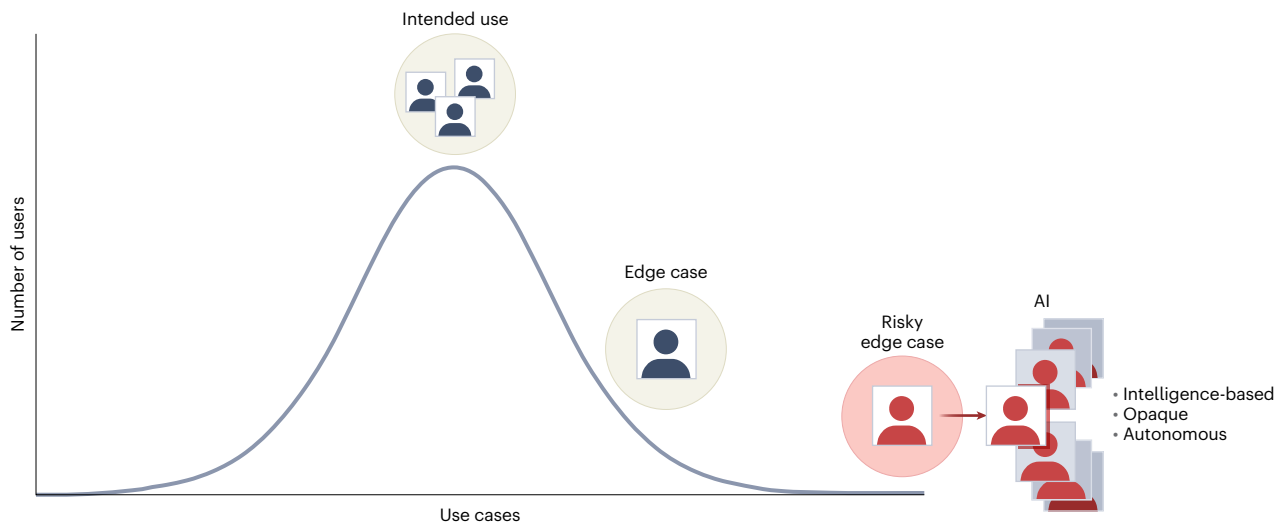 Intended use
Number of users
Edge case
Risky
edge case
AI
• Intelligence-based
• Opaque
• Autonomous
Use cases